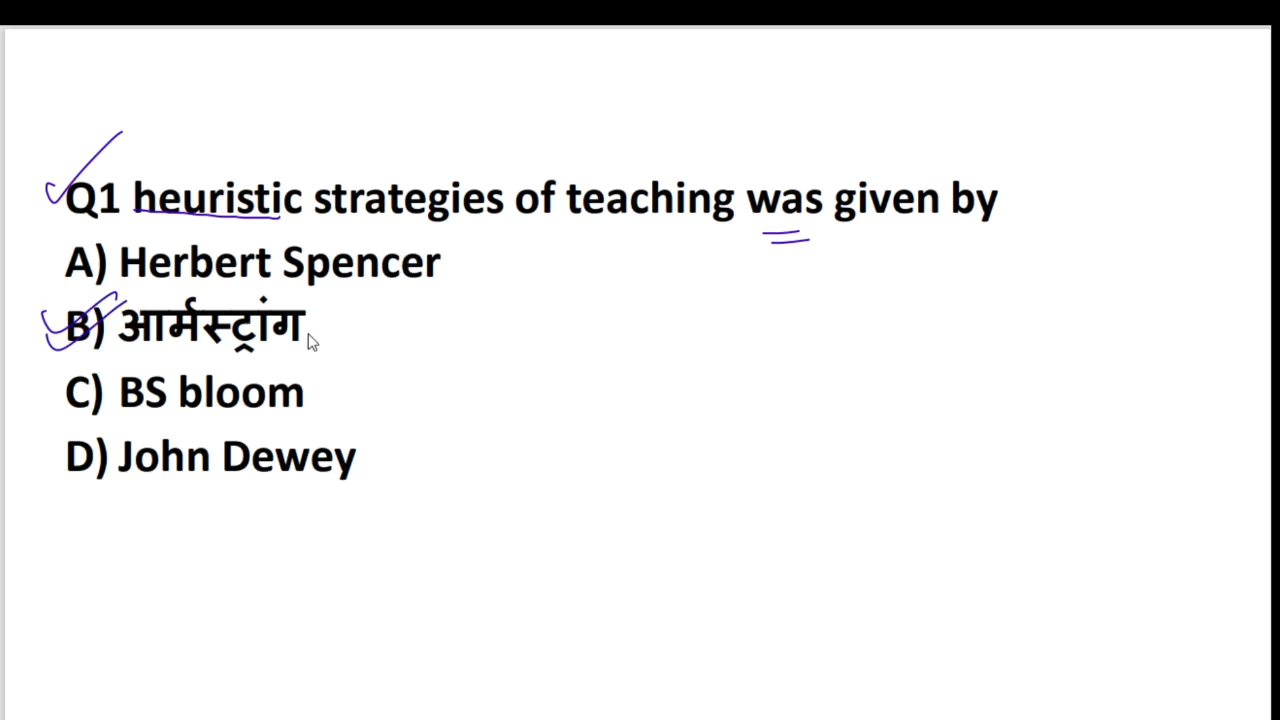 Q1 heuristic strategies of teaching was given by
A) Herbert Spencer
B) आर्मस्ट्रांग
C) BS bloom
D) John Dewey